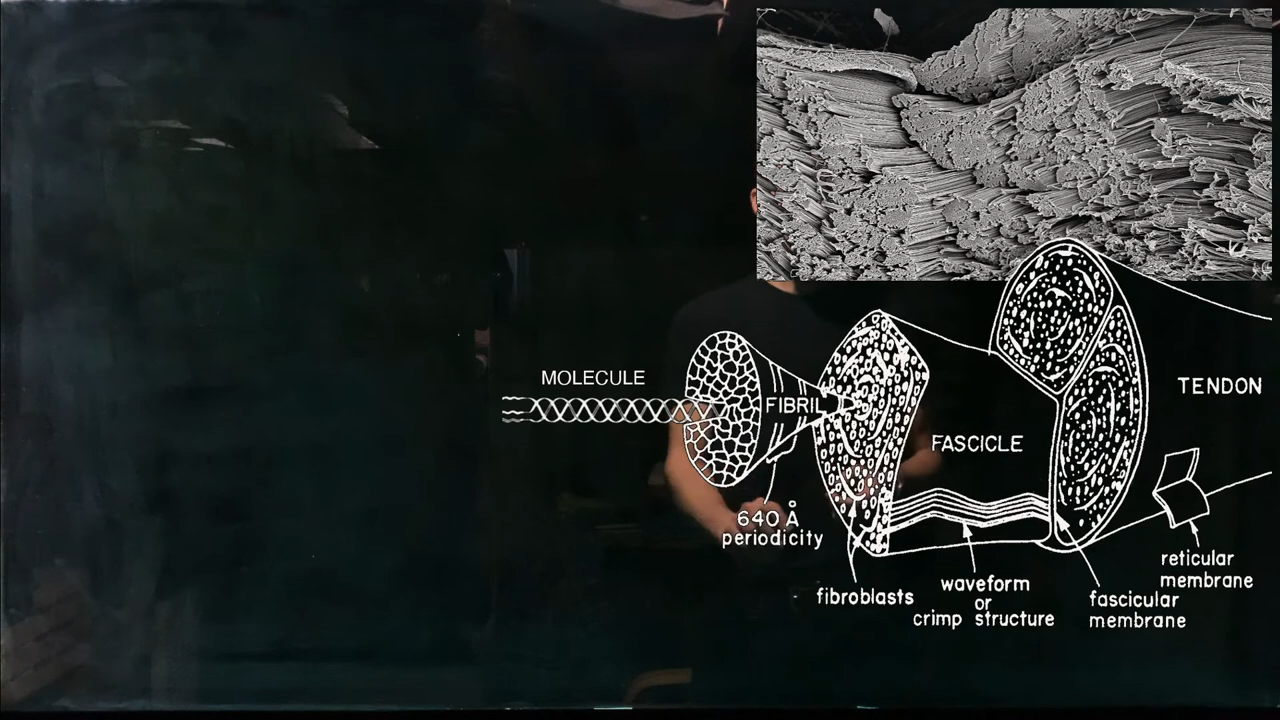 MOLECULE
FIBRIL
TENDON
FASCICLE
640 Å
periodicity
fibroblasts
waveform
or
crimp structure
fascicular
membrane
reticular
membrane